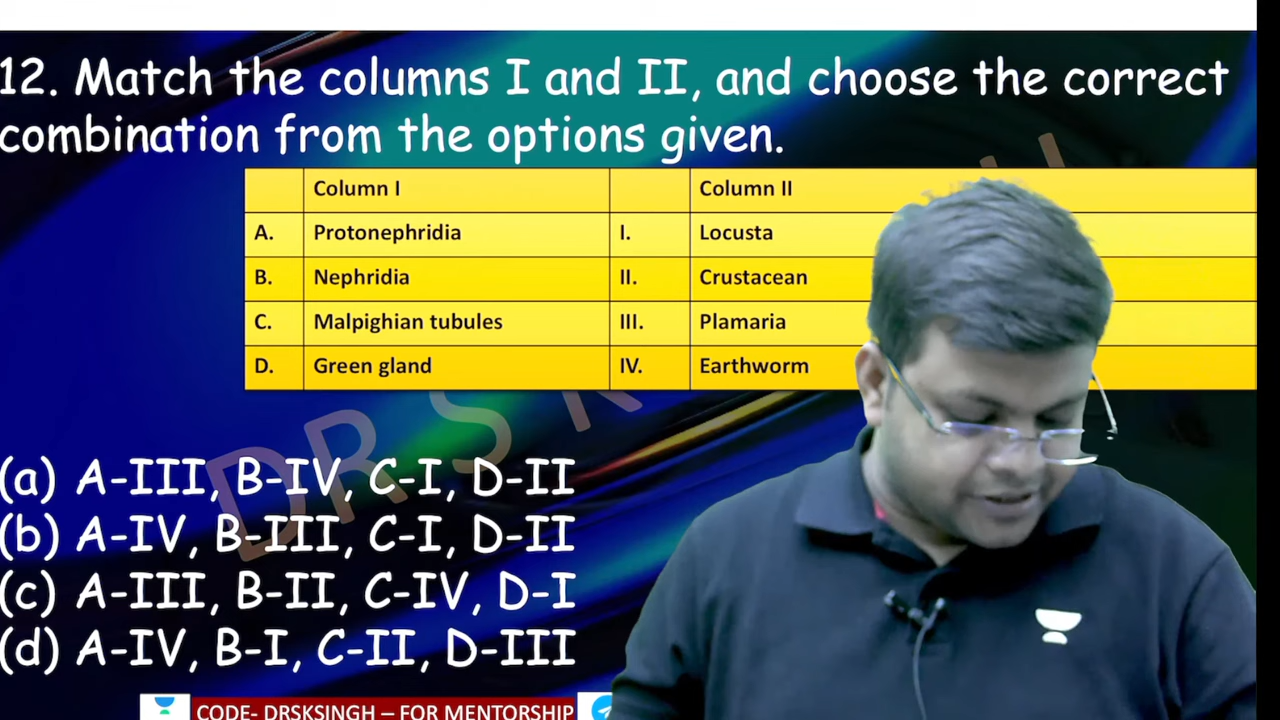 12. Match the columns I and II, and choose the correct
combination from the options given.
Column I Column II
A. Protonephridia I. Locusta
B. Nephridia II. Crustacean
C. Malpighian tubules III. Plamaria
D. Green gland IV. Earthworm
DR S K
(a) A-III, B-IV, C-I, D-II
(b) A-IV, B-III, C-I, D-II
(c) A-III, B-II, C-IV, D-I
(d) A-IV, B-I, C-II, D-III
CODE- DRSKSINGH – FOR MENTORSHIP